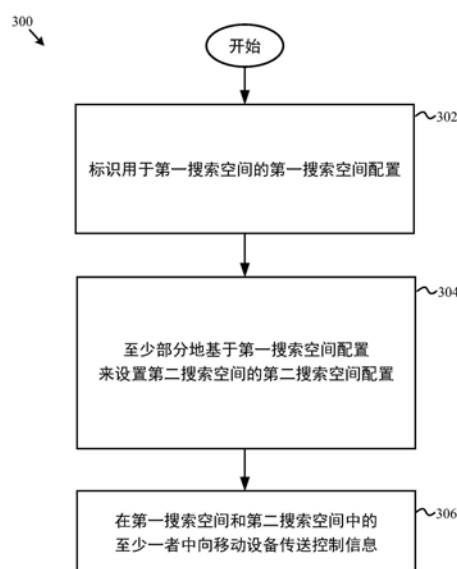 300
开始
302
标识用于第一搜索空间的第一搜索空间配置
304
至少部分地基于第一搜索空间配置
来设置第二搜索空间的第二搜索空间配置
306
在第一搜索空间和第二搜索空间中的
至少一者中向移动设备传送控制信息